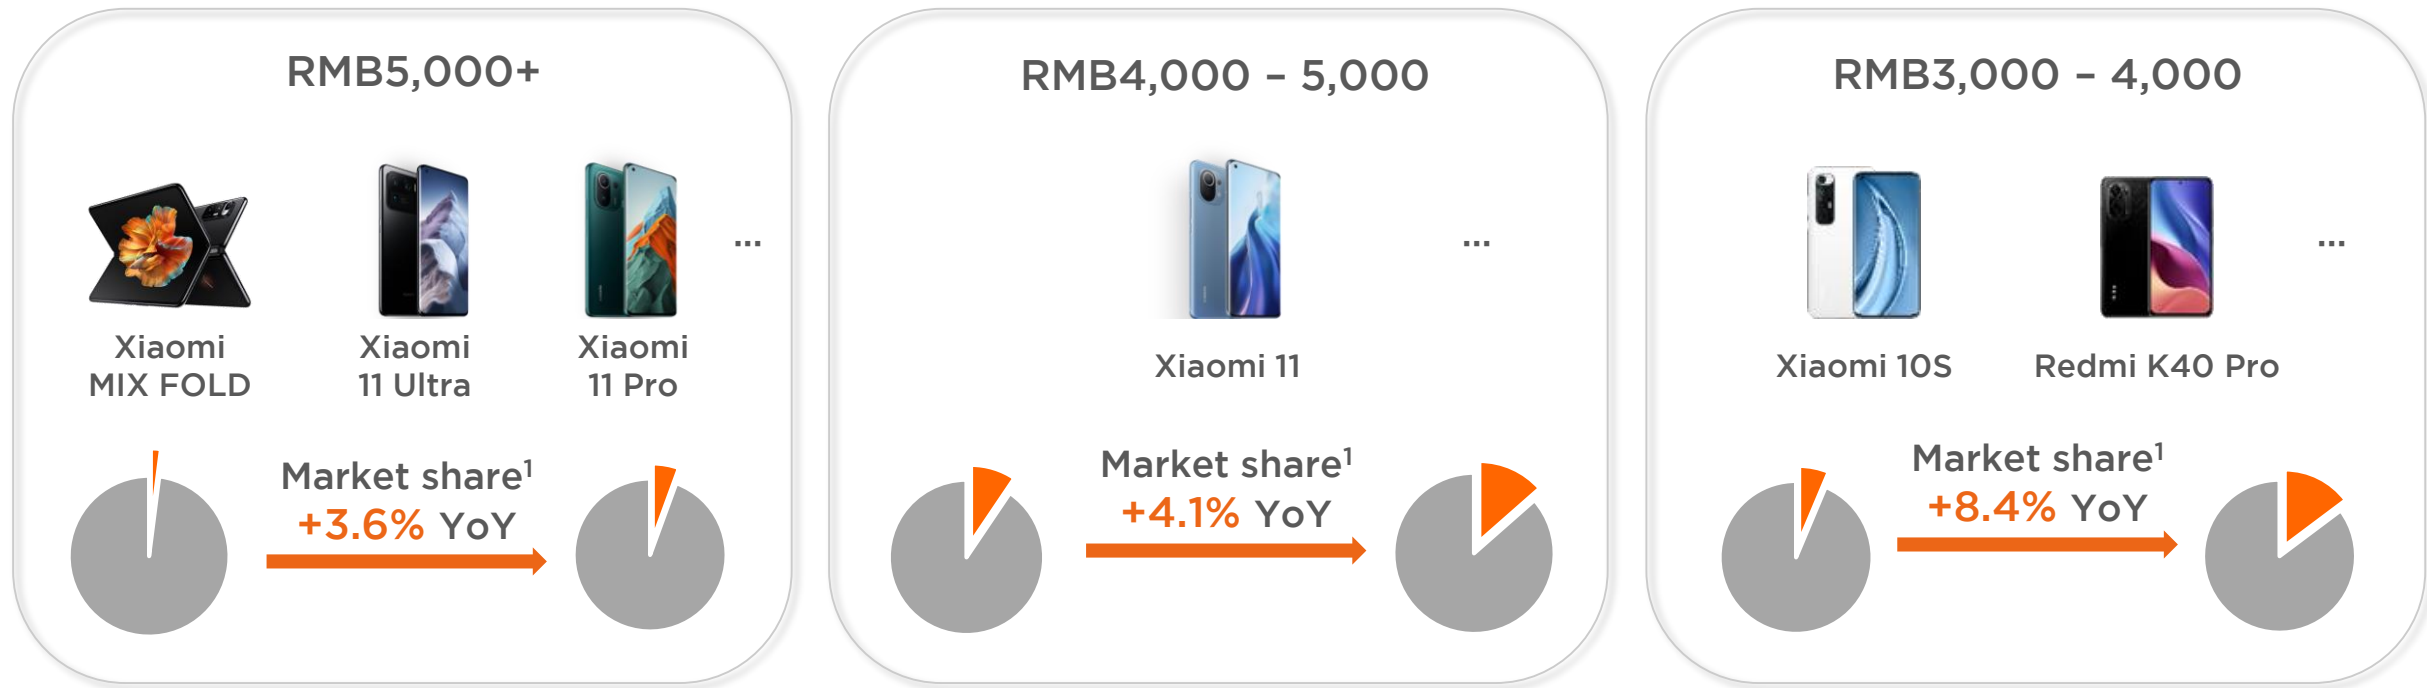 RMB5,000+
...
Xiaomi
MIX FOLD
Xiaomi
11 Ultra
Xiaomi
11 Pro
Market share1
+3.6% YoY
RMB4,000 – 5,000
...
Xiaomi 11
Market share1
+4.1% YoY
RMB3,000 – 4,000
...
Xiaomi 10S
Redmi K40 Pro
Market share1
+8.4% YoY